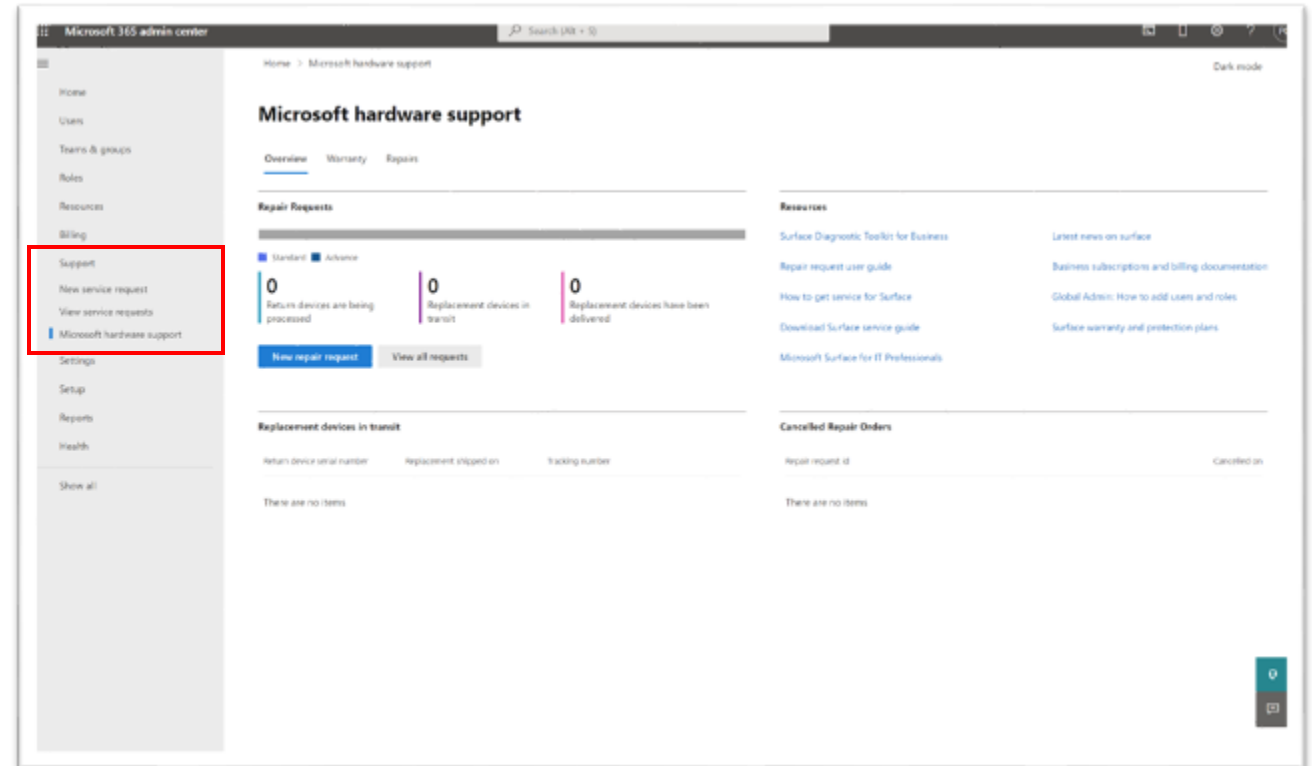 Microsoft 365 admin center
Search (Alt + S)
Home > Microsoft hardware support
Dark mode
Home
Users
Teams & groups
Roles
Resources
Billing
Support
New service request
View service requests
Microsoft hardware support
Settings
Setup
Reports
Health
Show all
Microsoft hardware support
Overview Warranty Repairs
Repair Requests
Standard Advance
0
Return devices are being
processed
0
Replacement devices in
transit
0
Replacement devices have been
delivered
New repair request View all requests
Resources
Surface Diagnostic Toolkit for Business
Repair request user guide
How to get service for Surface
Download Surface service guide
Microsoft Surface for IT Professionals
Latest news on surface
Business subscriptions and billing documentation
Global Admin: How to add users and roles
Surface warranty and protection plans
Replacement devices in transit
Return device serial number Replacement shipped on Tracking number
There are no items
Cancelled Repair Orders
Repair request id Cancelled on
There are no items